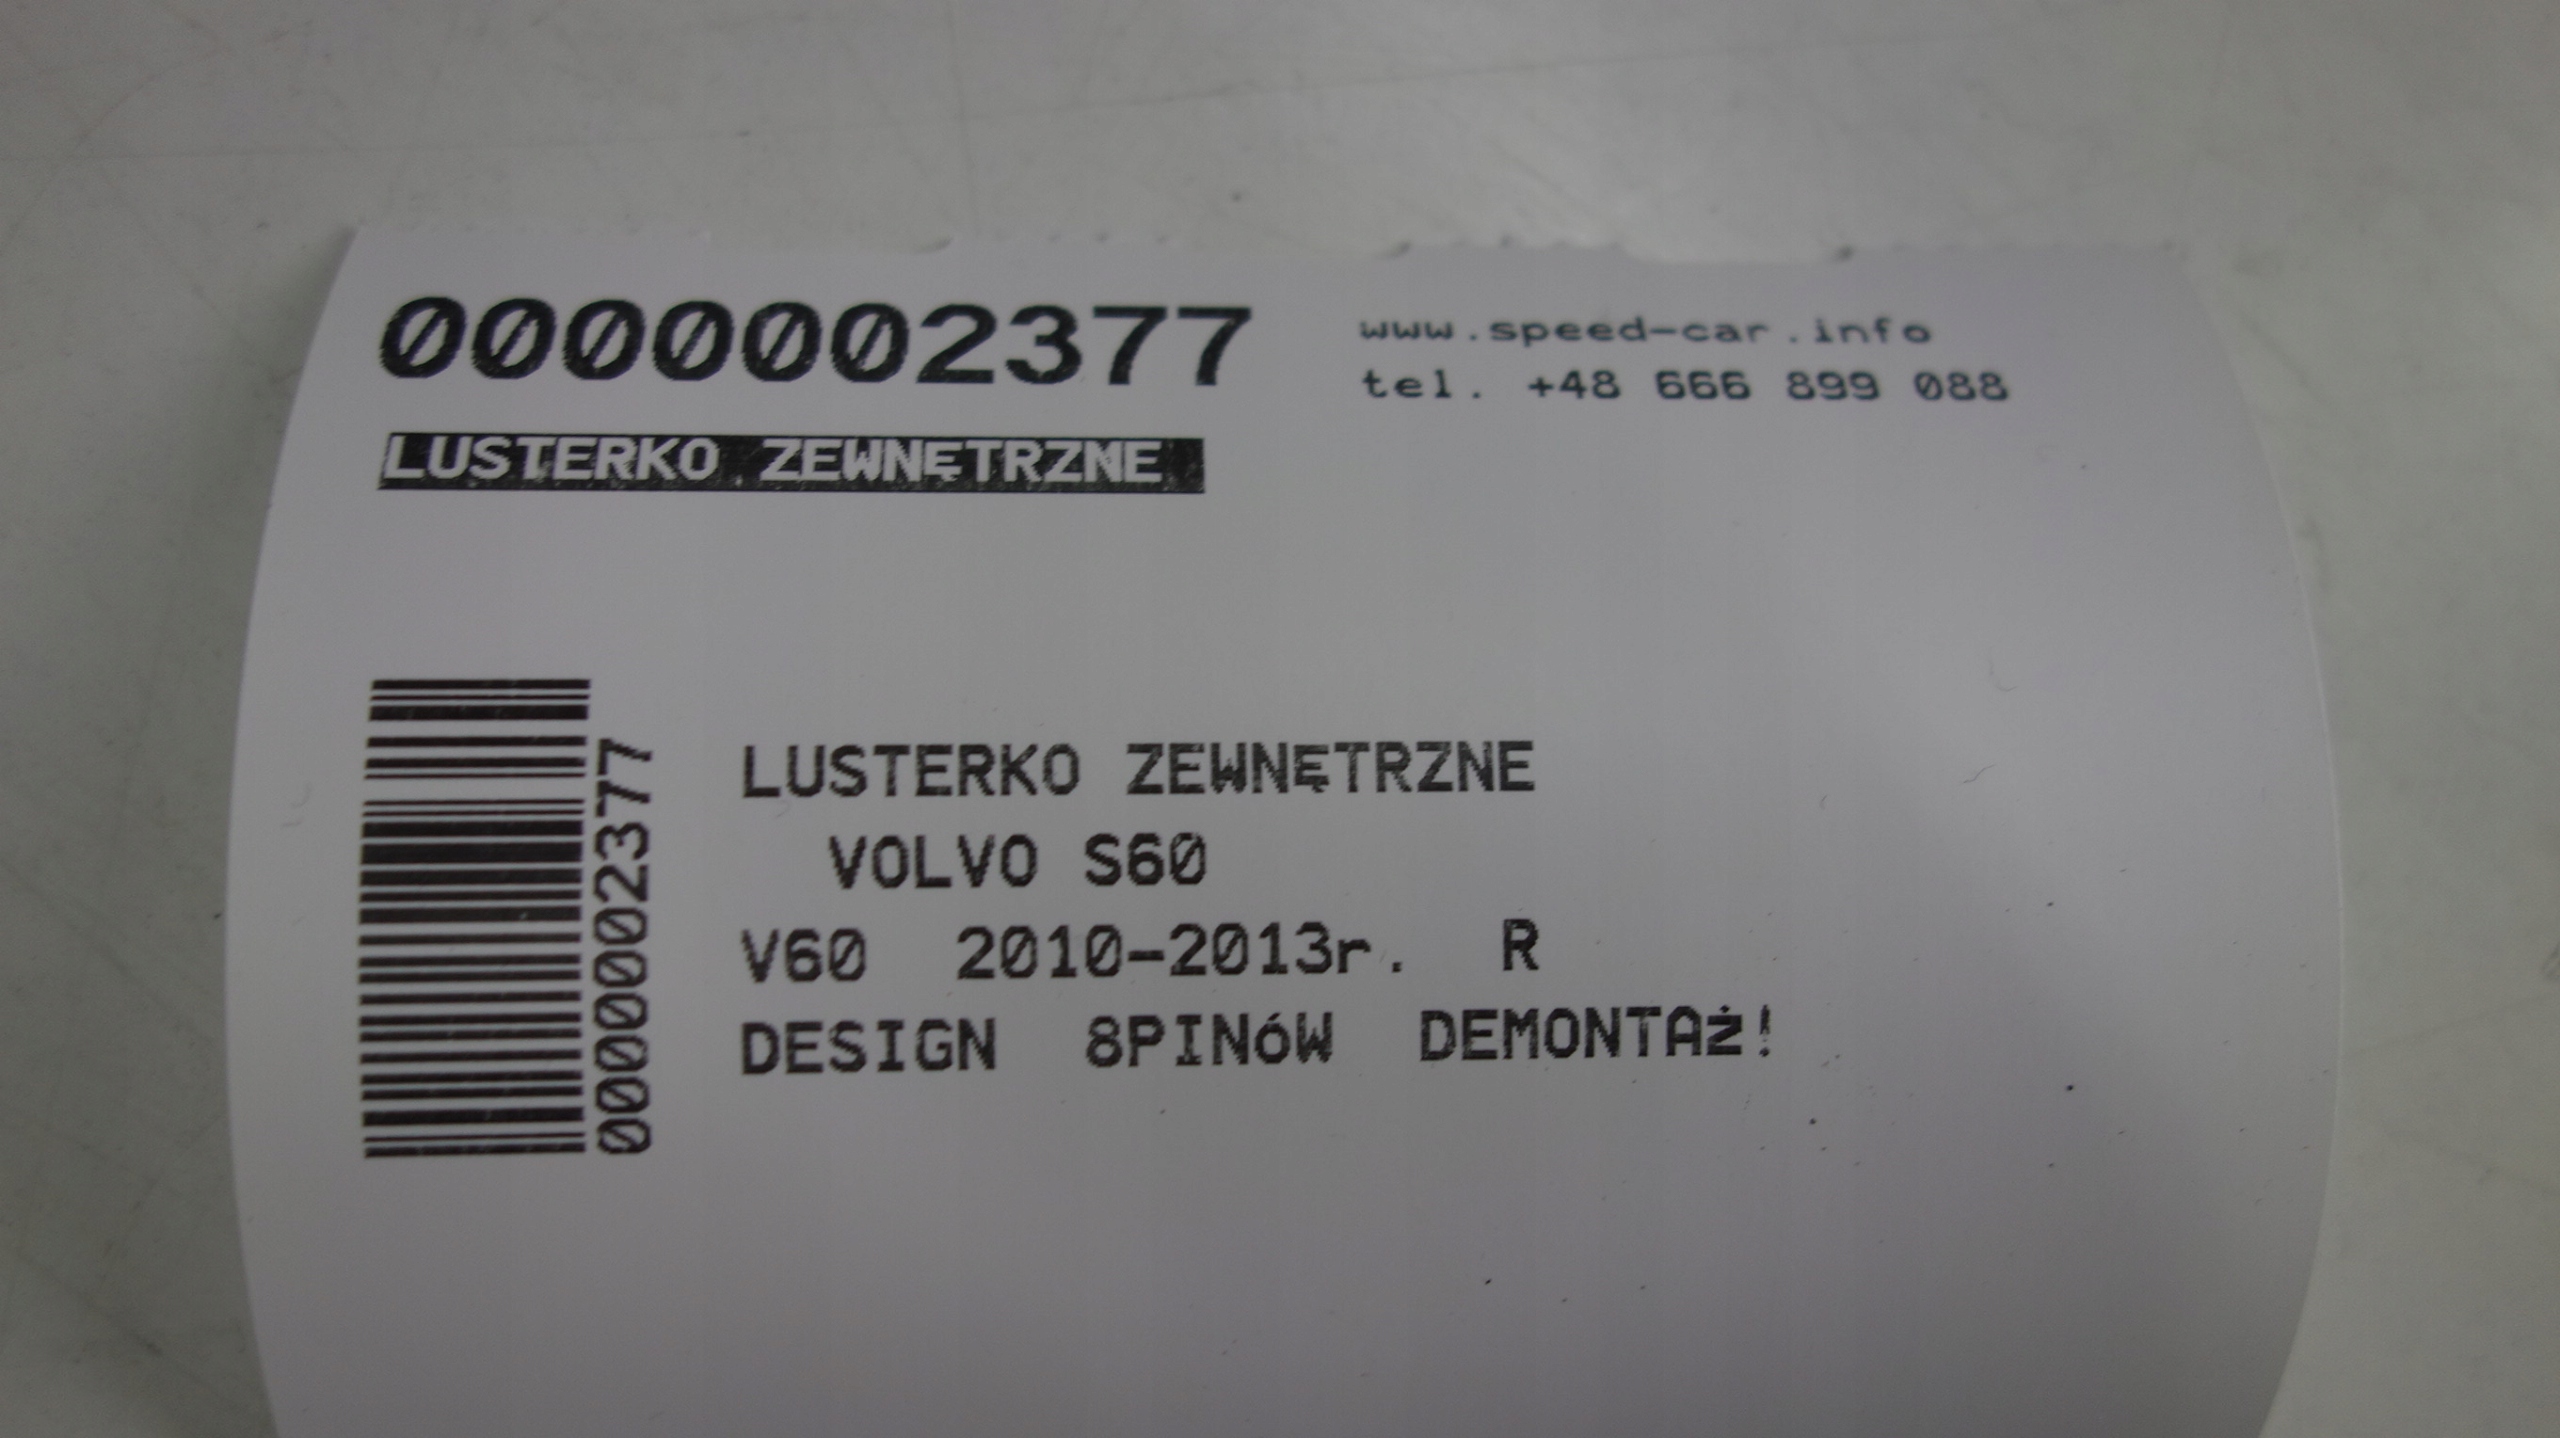 0000002377
www.speed-car.info
tel. +48 666 899 088
LUSTERKO ZEWNĘTRZNE
0000002377
LUSTERKO ZEWNĘTRZNE
VOLVO S60
V60 2010-2013r. R
DESIGN 8PINóW DEMONTAż!